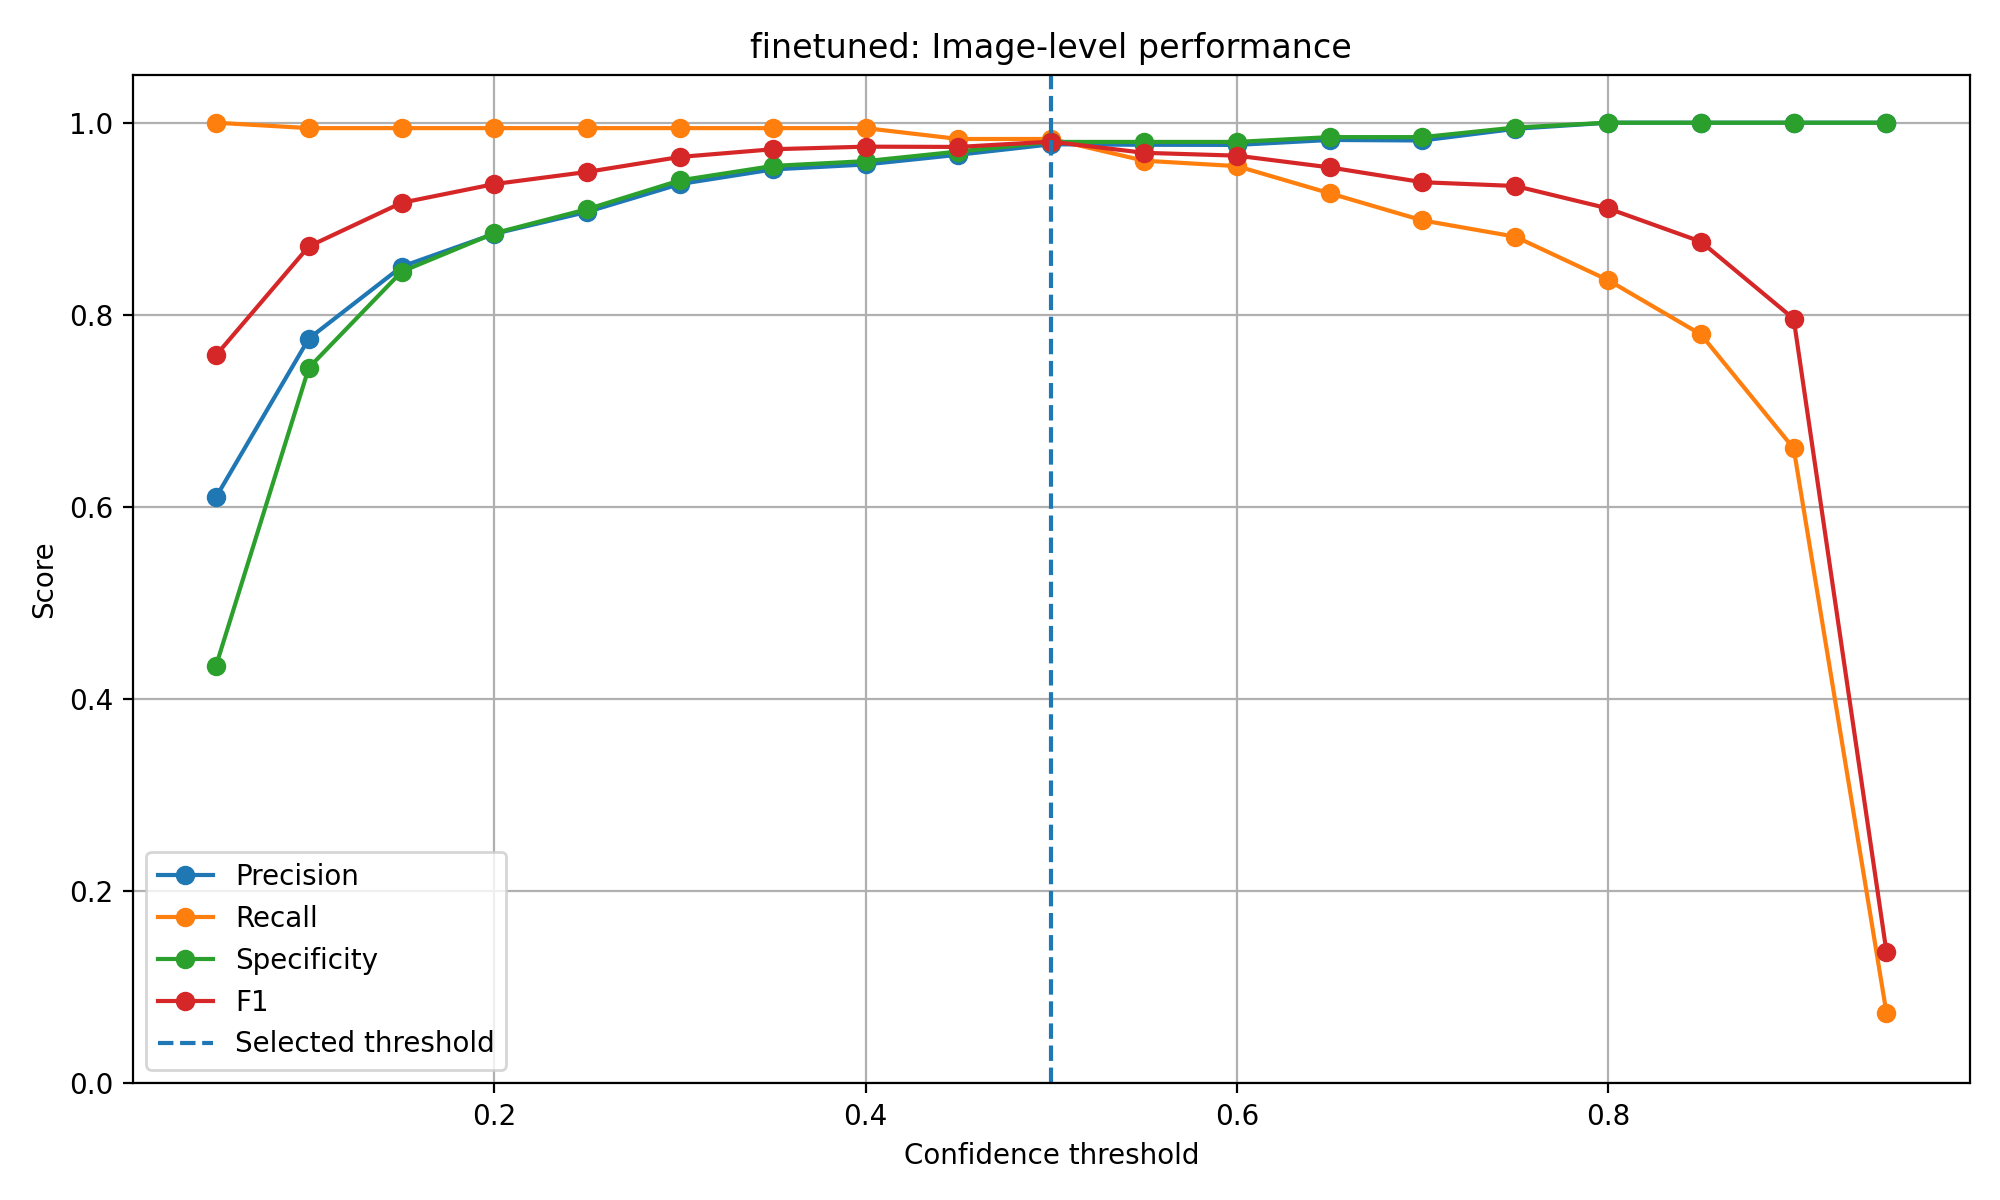 finetuned: Image-level performance
1.0
0.8
0.6
0.4
0.2
0.0
Score
Precision
Recall
Specificity
F1
Selected threshold
0.2
0.4
0.6
0.8
Confidence threshold